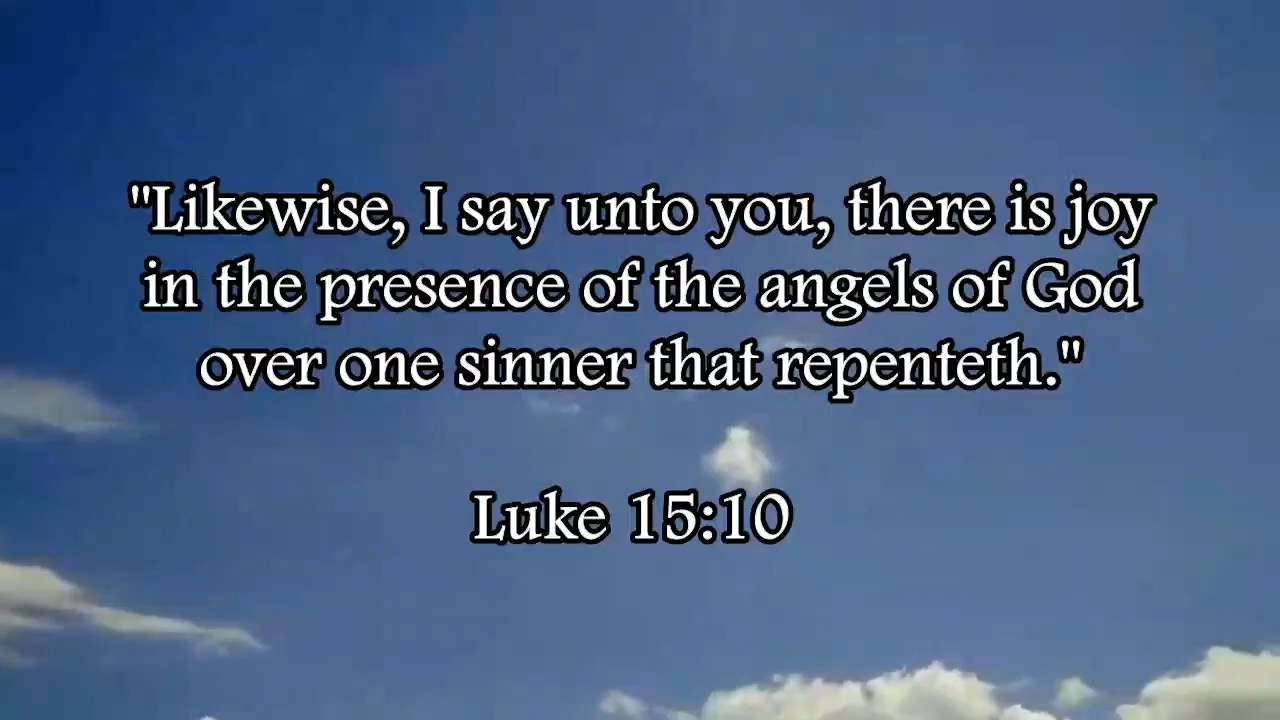 "Likewise, I say unto you, there is joy
in the presence of the angels of God
over one sinner that repenteth."
Luke 15:10